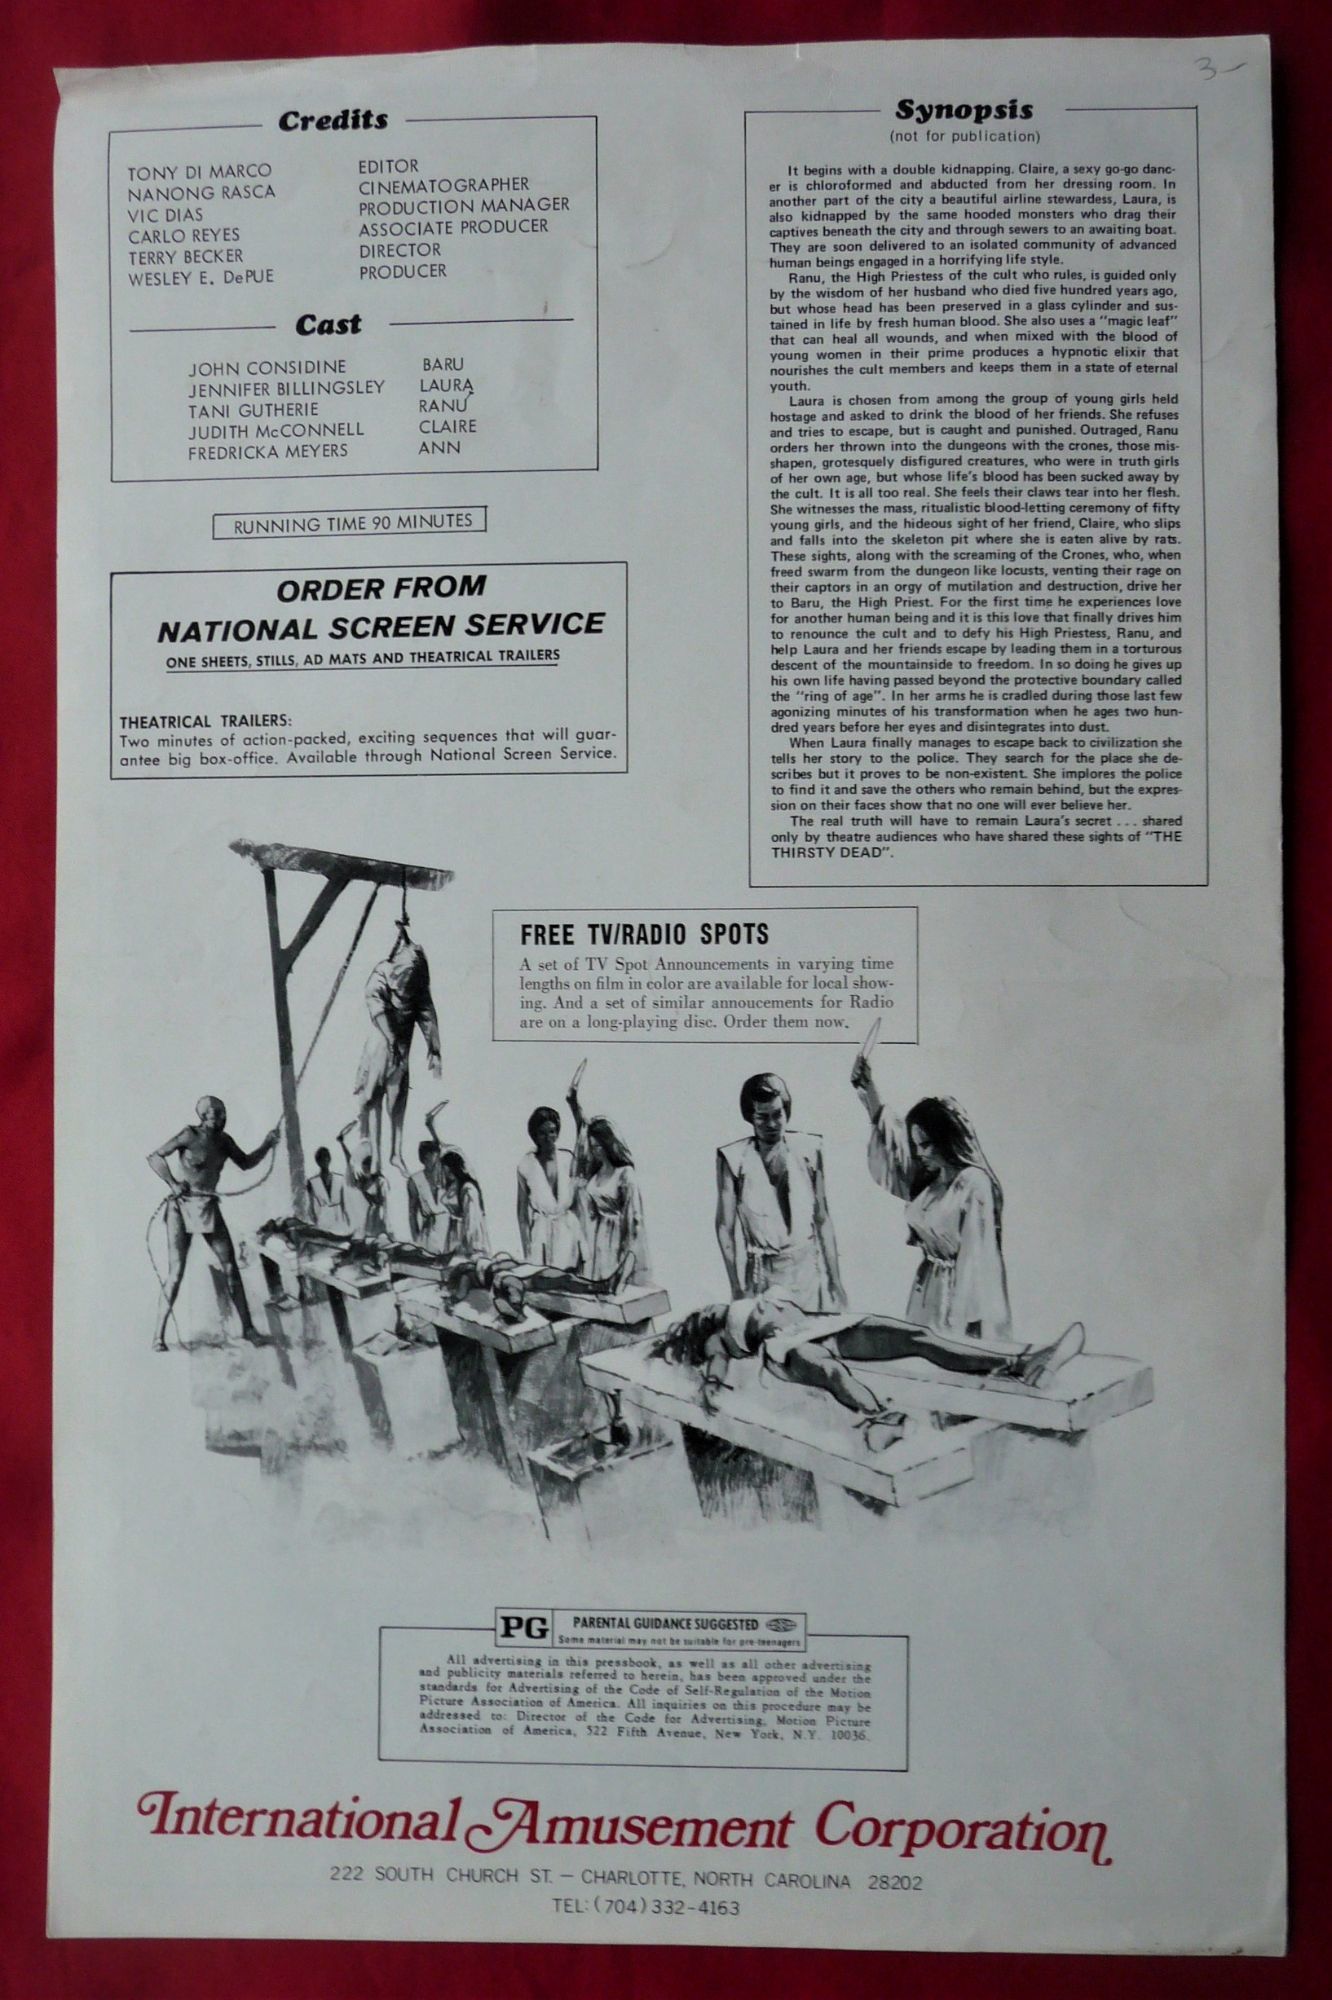 3-
Credits
TONY DI MARCO EDITOR
NANONG RASCA CINEMATOGRAPHER
VIC DIAS PRODUCTION MANAGER
CARLO REYES ASSOCIATE PRODUCER
TERRY BECKER DIRECTOR
WESLEY E. DePUE PRODUCER
Cast
JOHN CONSIDINE BARU
JENNIFER BILLINGSLEY LAURA
TANI GUTHERIE RANU
JUDITH McCONNELL CLAIRE
FREDRICKA MEYERS ANN
RUNNING TIME 90 MINUTES
ORDER FROM
NATIONAL SCREEN SERVICE
ONE SHEETS, STILLS, AD MATS AND THEATRICAL TRAILERS
THEATRICAL TRAILERS:
Two minutes of action-packed, exciting sequences that will guar-
antee big box-office. Available through National Screen Service.
Synopsis
(not for publication)
It begins with a double kidnapping. Claire, a sexy go-go danc-
er is chloroformed and abducted from her dressing room. In
another part of the city a beautiful airline stewardess, Laura, is
also kidnapped by the same hooded monsters who drag their
captives beneath the city and through sewers to an awaiting boat.
They are soon delivered to an isolated community of advanced
human beings engaged in a horrifying life style.
Ranu, the High Priestess of the cult who rules, is guided only
by the wisdom of her husband who died five hundred years ago,
but whose head has been preserved in a glass cylinder and sus-
tained in life by fresh human blood. She also uses a "magic leaf"
that can heal all wounds, and when mixed with the blood of
young women in their prime produces a hypnotic elixir that
nourishes the cult members and keeps them in a state of eternal
youth.
Laura is chosen from among the group of young girls held
hostage and asked to drink the blood of her friends. She refuses
and tries to escape, but is caught and punished. Outraged, Ranu
orders her thrown into the dungeons with the crones, those mis-
shapen, grotesquely disfigured creatures, who were in truth girls
of her own age, but whose life's blood has been sucked away by
the cult. It is all too real. She feels their claws tear into her flesh.
She witnesses the mass, ritualistic blood-letting ceremony of fifty
young girls, and the hideous sight of her friend, Claire, who slips
and falls into the skeleton pit where she is eaten alive by rats.
These sights, along with the screaming of the Crones, who, when
freed swarm from the dungeon like locusts, venting their rage on
their captors in an orgy of mutilation and destruction, drive her
to Baru, the High Priest. For the first time he experiences love
for another human being and it is this love that finally drives him
to renounce the cult and to defy his High Priestess, Ranu, and
help Laura and her friends escape by leading them in a torturous
descent of the mountainside to freedom. In so doing he gives up
his own life having passed beyond the protective boundary called
the "ring of age". In her arms he is cradled during those last few
agonizing minutes of his transformation when he ages two hun-
dred years before her eyes and disintegrates into dust.
When Laura finally manages to escape back to civilization she
tells her story to the police. They search for the place she de-
scribes but it proves to be non-existent. She implores the police
to find it and save the others who remain behind, but the expres-
sion on their faces show that no one will ever believe her.
The real truth will have to remain Laura's secret . . . shared
only by theatre audiences who have shared these sights of "THE
THIRSTY DEAD".
FREE TV/RADIO SPOTS
A set of TV Spot Announcements in varying time
lengths on film in color are available for local show-
ing. And a set of similar annoucements for Radio
are on a long-playing disc. Order them now.
PG PARENTAL GUIDANCE SUGGESTED
Some material may not be suitable for pre-teenagers
All advertising in this pressbook, as well as all other advertising
and publicity materials referred to herein, has been approved under the
standards for Advertising of the Code of Self-Regulation of the Motion
Picture Association of America. All inquiries on this procedure may be
addressed to: Director of the Code for Advertising, Motion Picture
Association of America, 522 Fifth Avenue, New York, N.Y. 10036.
International Amusement Corporation
222 SOUTH CHURCH ST. — CHARLOTTE, NORTH CAROLINA 28202
TEL: (704) 332-4163